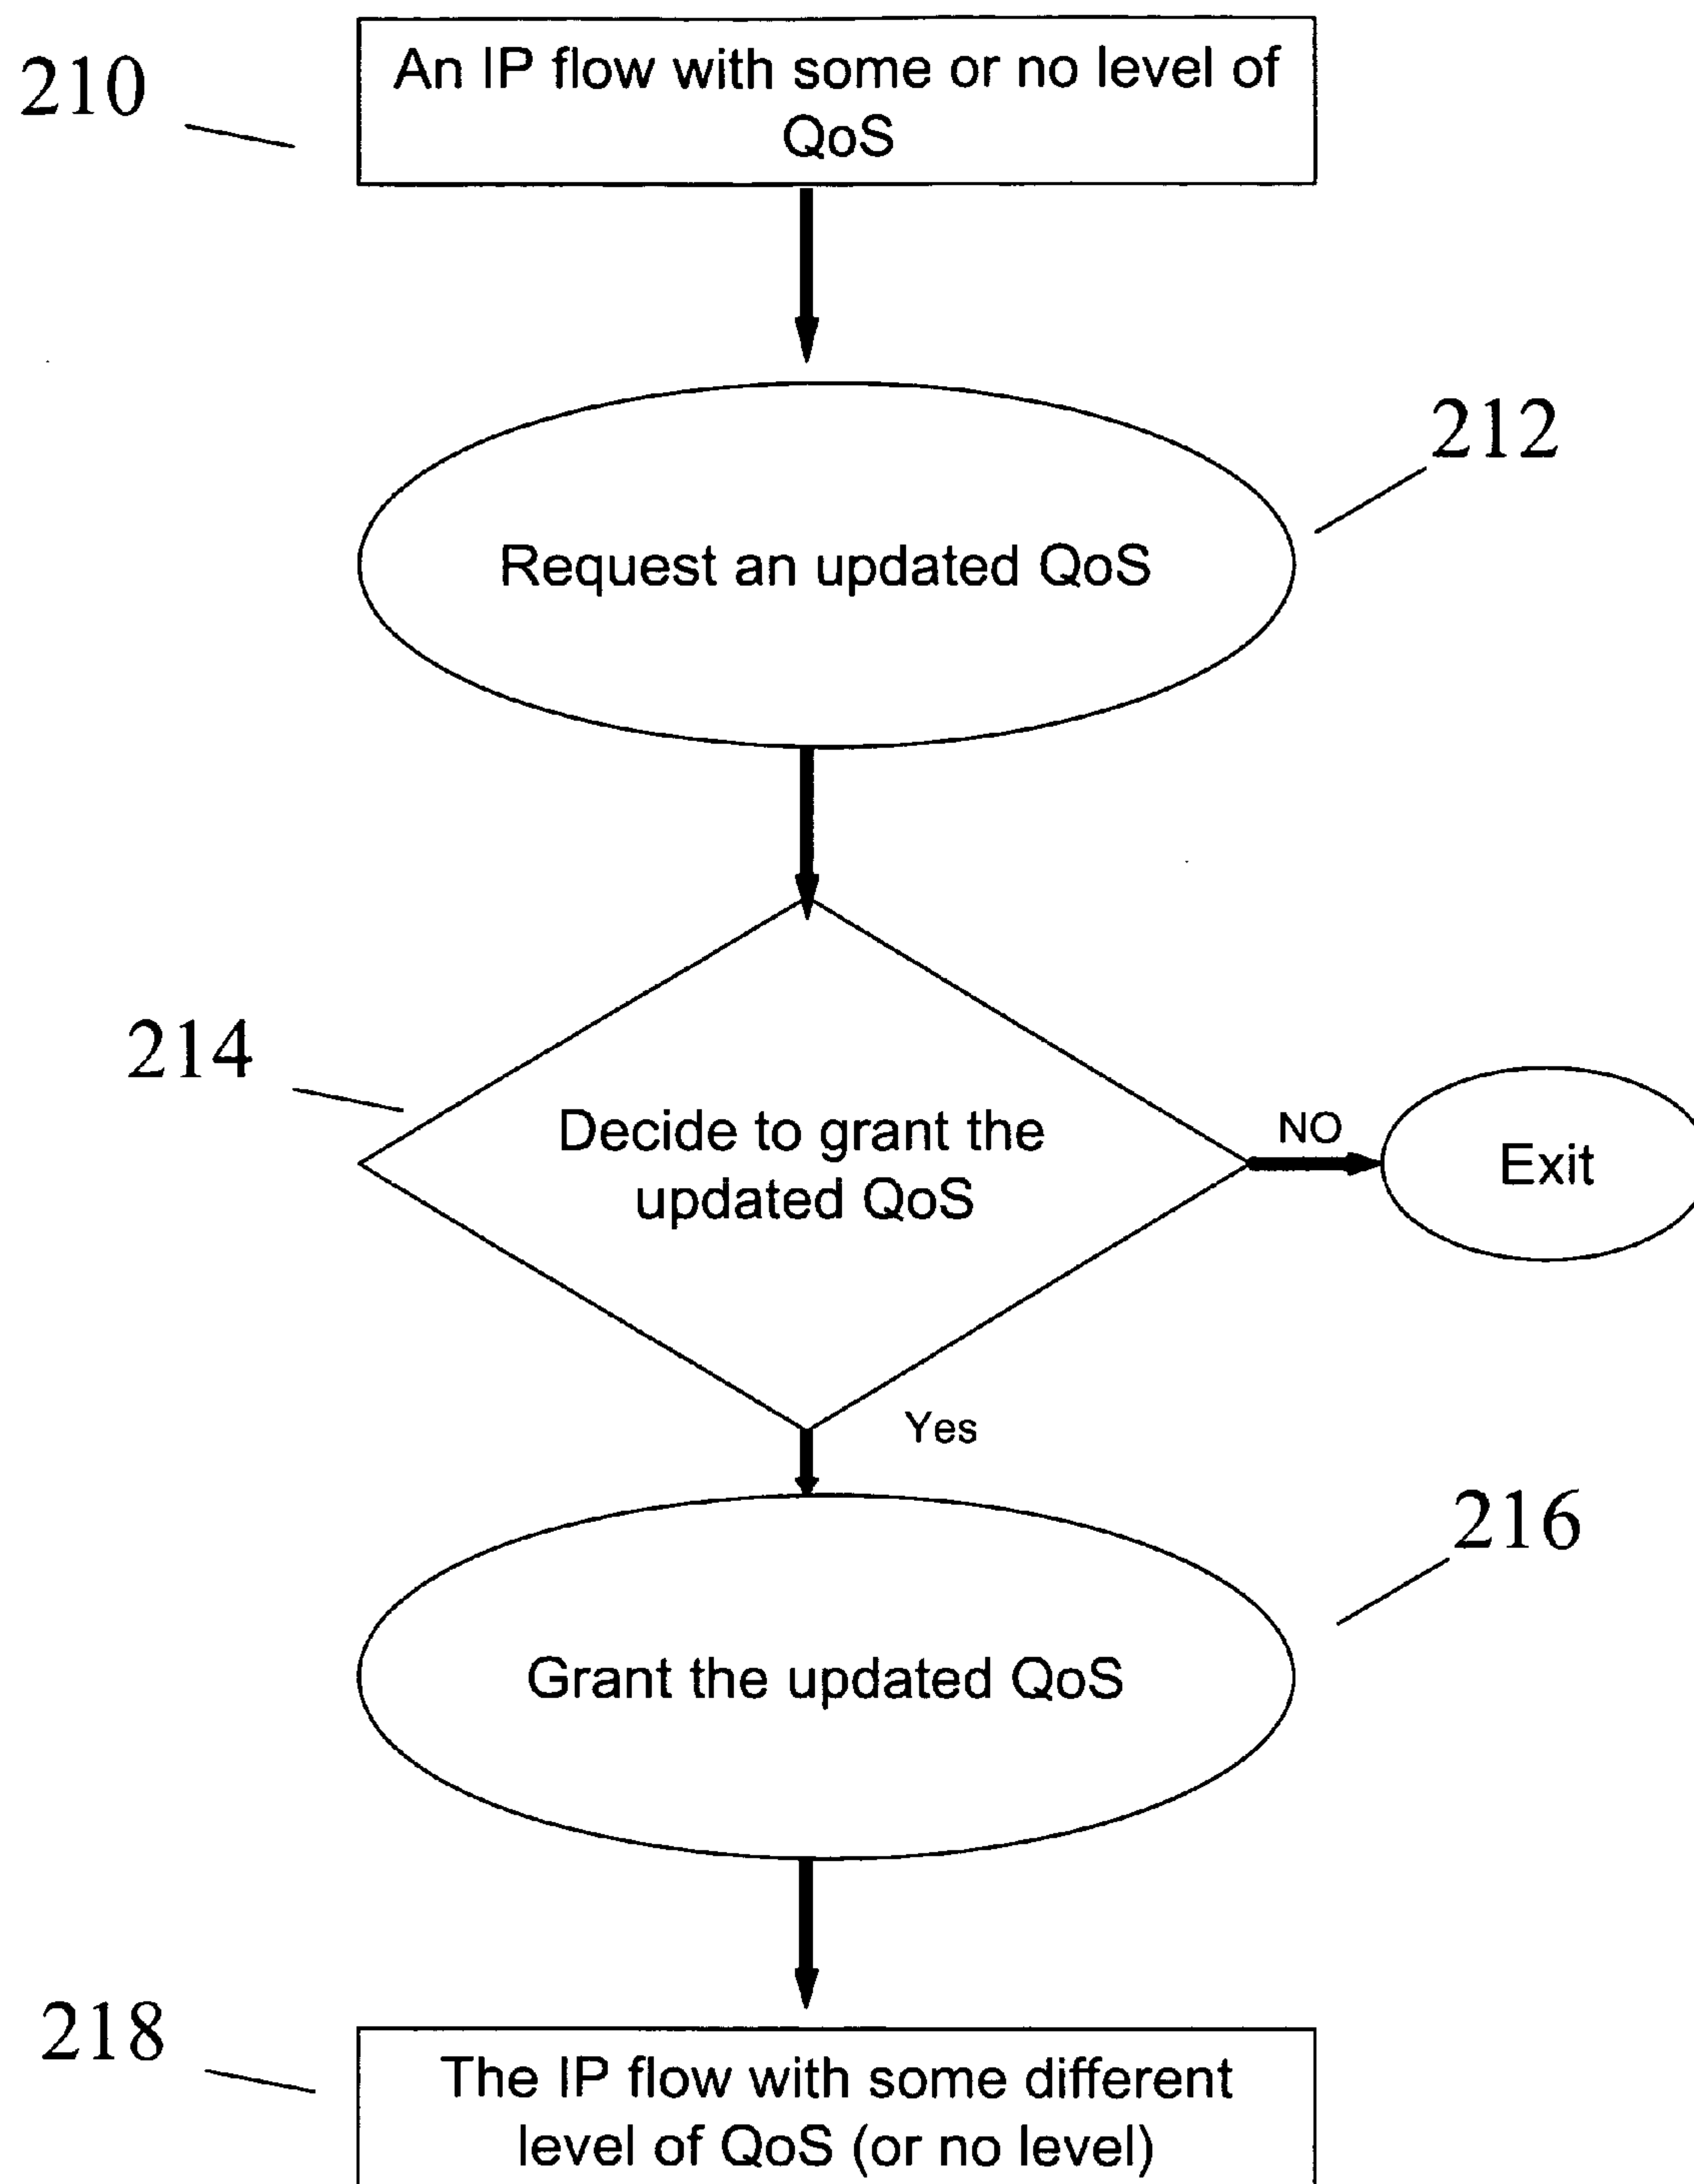 210
An IP flow with some or no level of
QoS
212
Request an updated QoS
214
Decide to grant the
updated QoS
NO
Exit
Yes
216
Grant the updated QoS
218
The IP flow with some different
level of QoS (or no level)